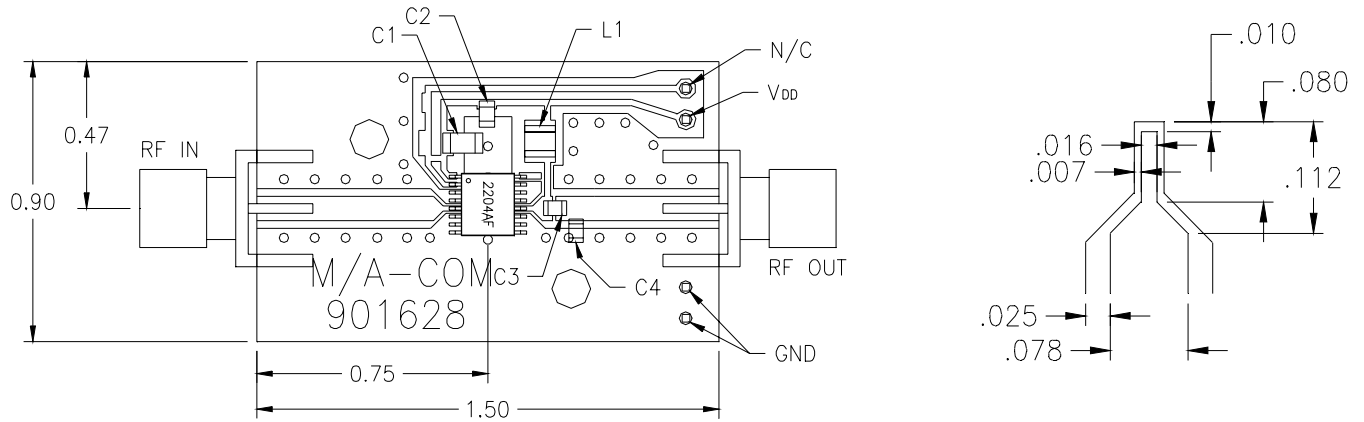 C2
C1
L1
N/C
VDD
0.47
RF IN
0.90
2204AF
M/A-COM
C3
901628
C4
RF OUT
GND
0.75
1.50
.010
.080
.016
.007
.112
.025
.078